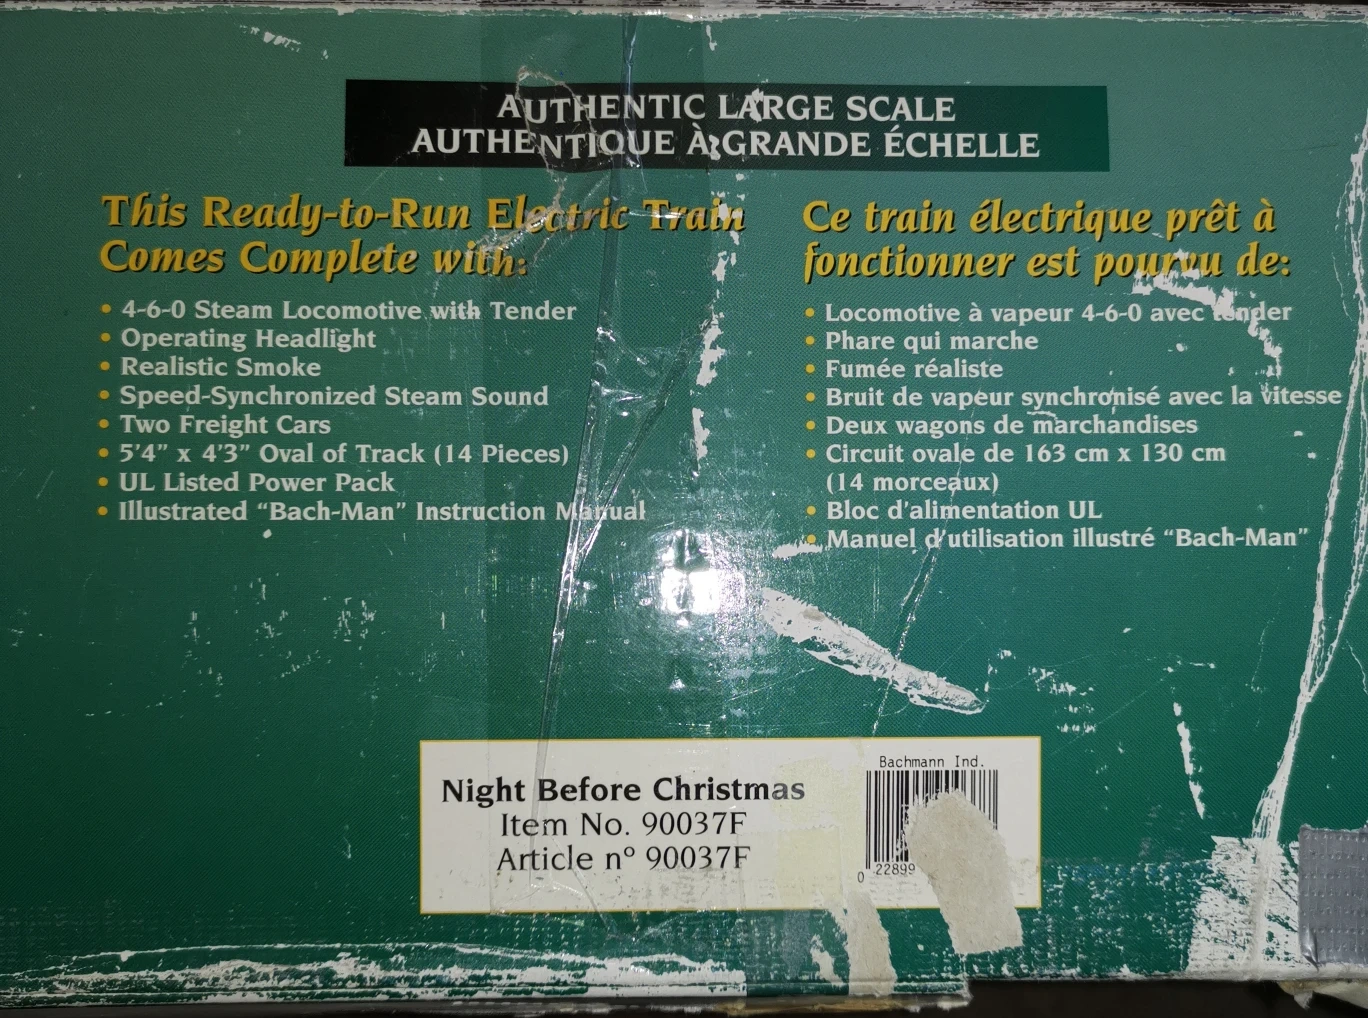 AUTHENTIC LARGE SCALE
AUTHENTIQUE À GRANDE ÉCHELLE
This Ready-to-Run Electric Train
Comes Complete with:
• 4-6-0 Steam Locomotive with Tender
• Operating Headlight
• Realistic Smoke
• Speed-Synchronized Steam Sound
• Two Freight Cars
• 5'4" x 4'3" Oval of Track (14 Pieces)
• UL Listed Power Pack
• Illustrated “Bach-Man” Instruction Manual
Ce train électrique prêt à
fonctionner est pourvu de:
• Locomotive à vapeur 4-6-0 avec tender
• Phare qui marche
• Fumée réaliste
• Bruit de vapeur synchronisé avec la vitesse
• Deux wagons de marchandises
• Circuit ovale de 163 cm x 130 cm
(14 morceaux)
• Bloc d'alimentation UL
• Manuel d'utilisation illustré “Bach-Man”
Night Before Christmas
Item No. 90037F
Article nº 90037F
Bachmann Ind.
0 22899